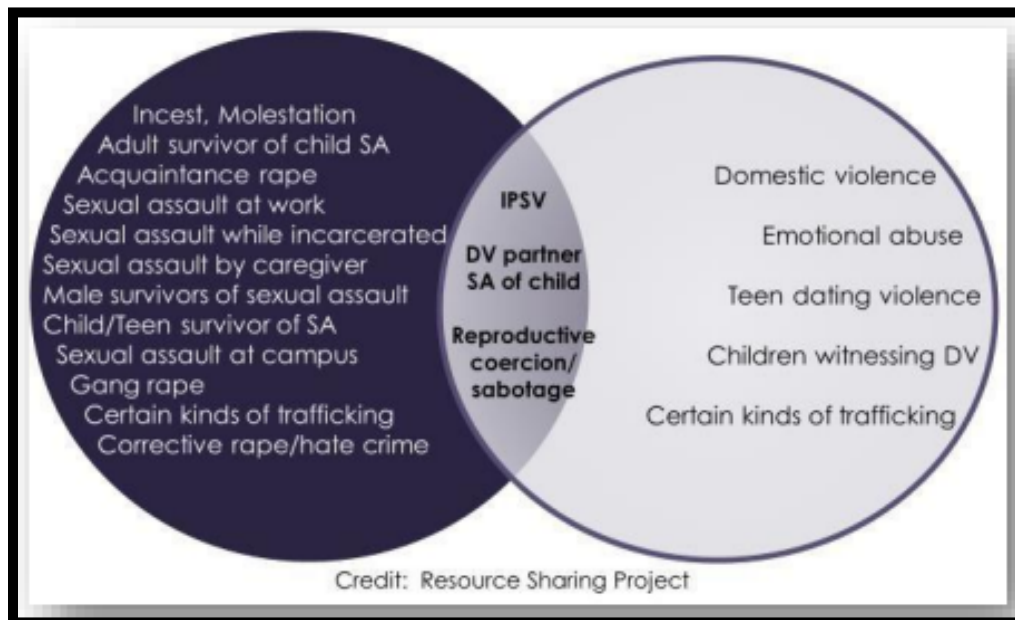 Incest, Molestation
Adult survivor of child SA
Acquaintance rape
Sexual assault at work
Sexual assault while incarcerated
Sexual assault by caregiver
Male survivors of sexual assault
Child/Teen survivor of SA
Sexual assault at campus
Gang rape
Certain kinds of trafficking
Corrective rape/hate crime
IPSV
DV partner
SA of child
Reproductive
coercion/
sabotage
Domestic violence
Emotional abuse
Teen dating violence
Children witnessing DV
Certain kinds of trafficking
Credit: Resource Sharing Project